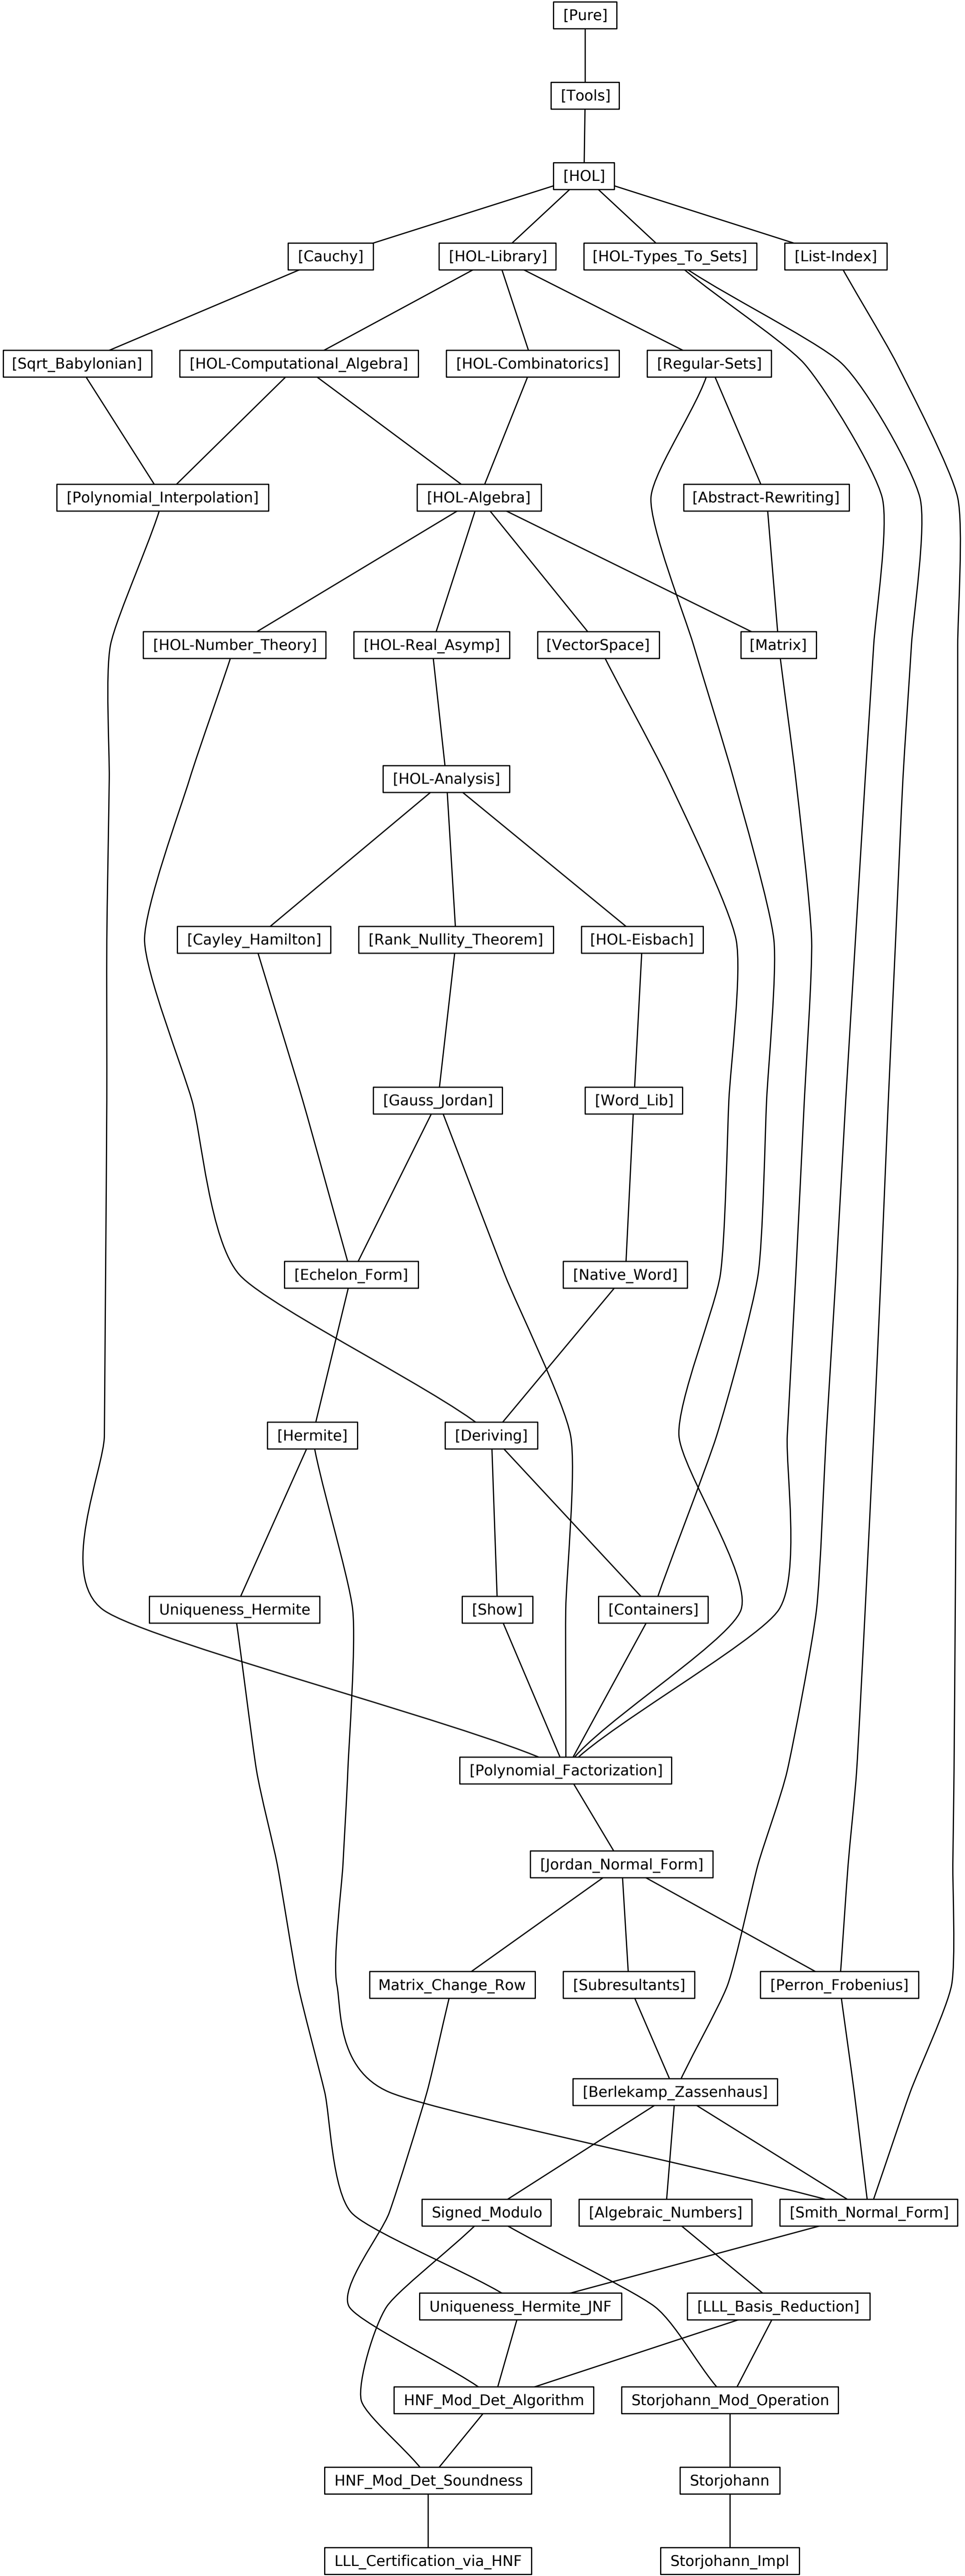 [Pure]
[Tools]
[HOL]
[Cauchy]
[HOL-Library]
[HOL-Types_To_Sets]
[List-Index]
[Sqrt_Babylonian]
[HOL-Computational_Algebra]
[HOL-Combinatorics]
[Regular-Sets]
[Polynomial_Interpolation]
[HOL-Algebra]
[Abstract-Rewriting]
[HOL-Number_Theory]
[HOL-Real_Asymp]
[VectorSpace]
[Matrix]
[HOL-Analysis]
[Cayley_Hamilton]
[Rank_Nullity_Theorem]
[HOL-Eisbach]
[Gauss_Jordan]
[Word_Lib]
[Echelon_Form]
[Native_Word]
[Hermite]
[Deriving]
Uniqueness_Hermite
[Show]
[Containers]
[Polynomial_Factorization]
[Jordan_Normal_Form]
Matrix_Change_Row
[Subresultants]
[Perron_Frobenius]
[Berlekamp_Zassenhaus]
Signed_Modulo
[Algebraic_Numbers]
[Smith_Normal_Form]
Uniqueness_Hermite_JNF
[LLL_Basis_Reduction]
HNF_Mod_Det_Algorithm
Storjohann_Mod_Operation
HNF_Mod_Det_Soundness
Storjohann
LLL_Certification_via_HNF
Storjohann_Impl